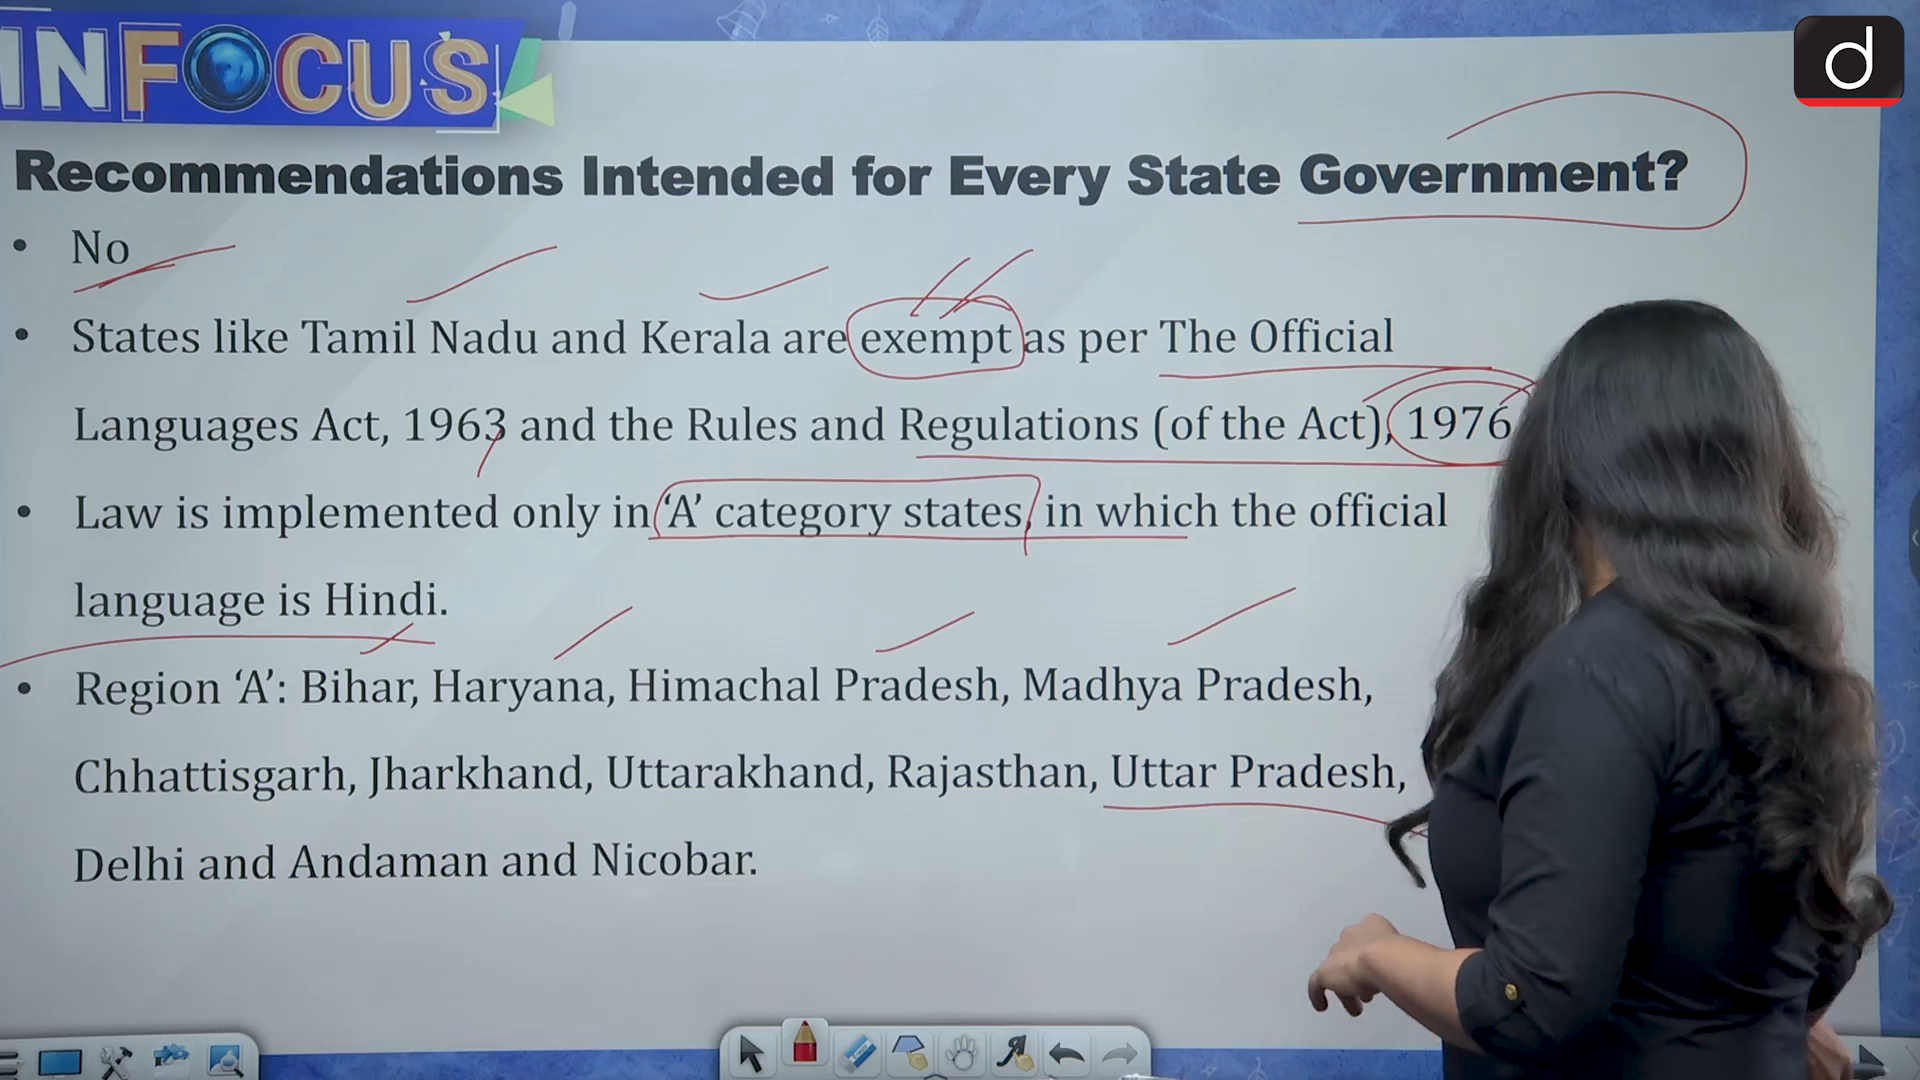 INFOCUS
d
Recommendations Intended for Every State Government?
• No
• States like Tamil Nadu and Kerala are exempt as per The Official
Languages Act, 1963 and the Rules and Regulations (of the Act), 1976
• Law is implemented only in ‘A’ category states, in which the official
language is Hindi.
• Region ‘A’: Bihar, Haryana, Himachal Pradesh, Madhya Pradesh,
Chhattisgarh, Jharkhand, Uttarakhand, Rajasthan, Uttar Pradesh,
Delhi and Andaman and Nicobar.